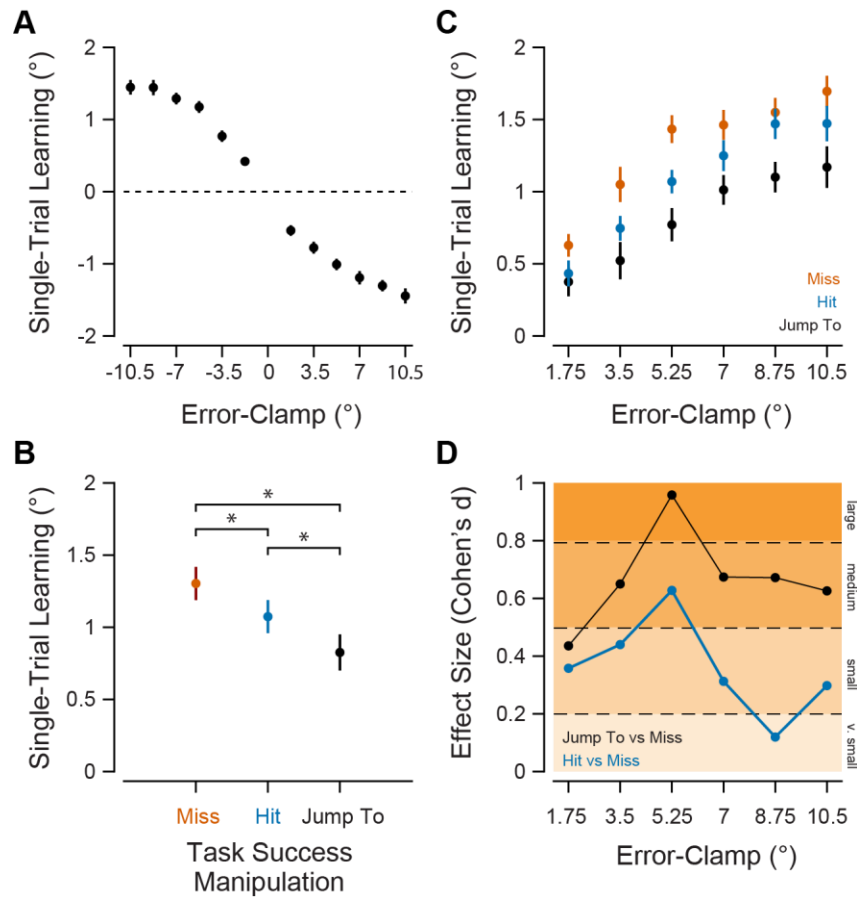 A
Single-Trial Learning (°)
2
1
0
-1
-2
-10.5 -7 -3.5 0 3.5 7 10.5
Error-Clamp (°)
B
Single-Trial Learning (°)
2
1.5
1
0.5
0
*
* *
Miss Hit Jump To
Task Success
Manipulation
C
Single-Trial Learning (°)
2
1.5
1
0.5
0
Miss
Hit
Jump To
1.75 3.5 5.25 7 8.75 10.5
Error-Clamp (°)
D
Effect Size (Cohen's d)
1
0.8
0.6
0.4
0.2
0
large
medium
small
v. small
Jump To vs Miss
Hit vs Miss
1.75 3.5 5.25 7 8.75 10.5
Error-Clamp (°)